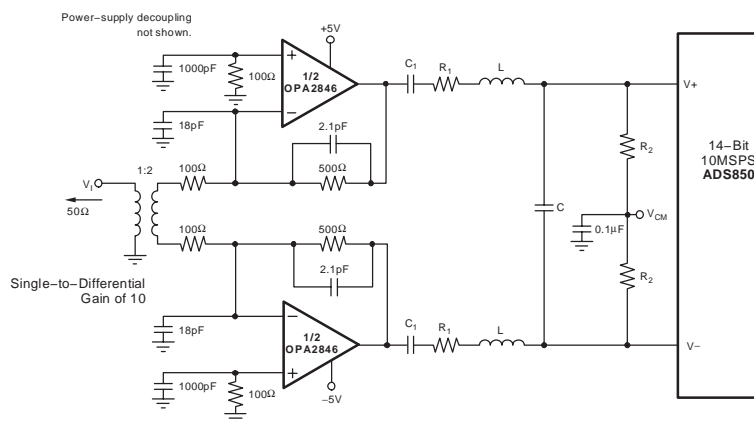 Power−supply decoupling
not shown.
+5V
1000pF
100Ω
+
1/2
OPA2846
−
18pF
2.1pF
500Ω
C1
R1
L
1:2
100Ω
VI
50Ω
100Ω
500Ω
2.1pF
Single−to−Differential
Gain of 10
18pF
−
1/2
OPA2846
+
1000pF
100Ω
−5V
C1
R1
L
C
R2
VCM
0.1µF
R2
V+
V−
14−Bit
10MSPS
ADS850